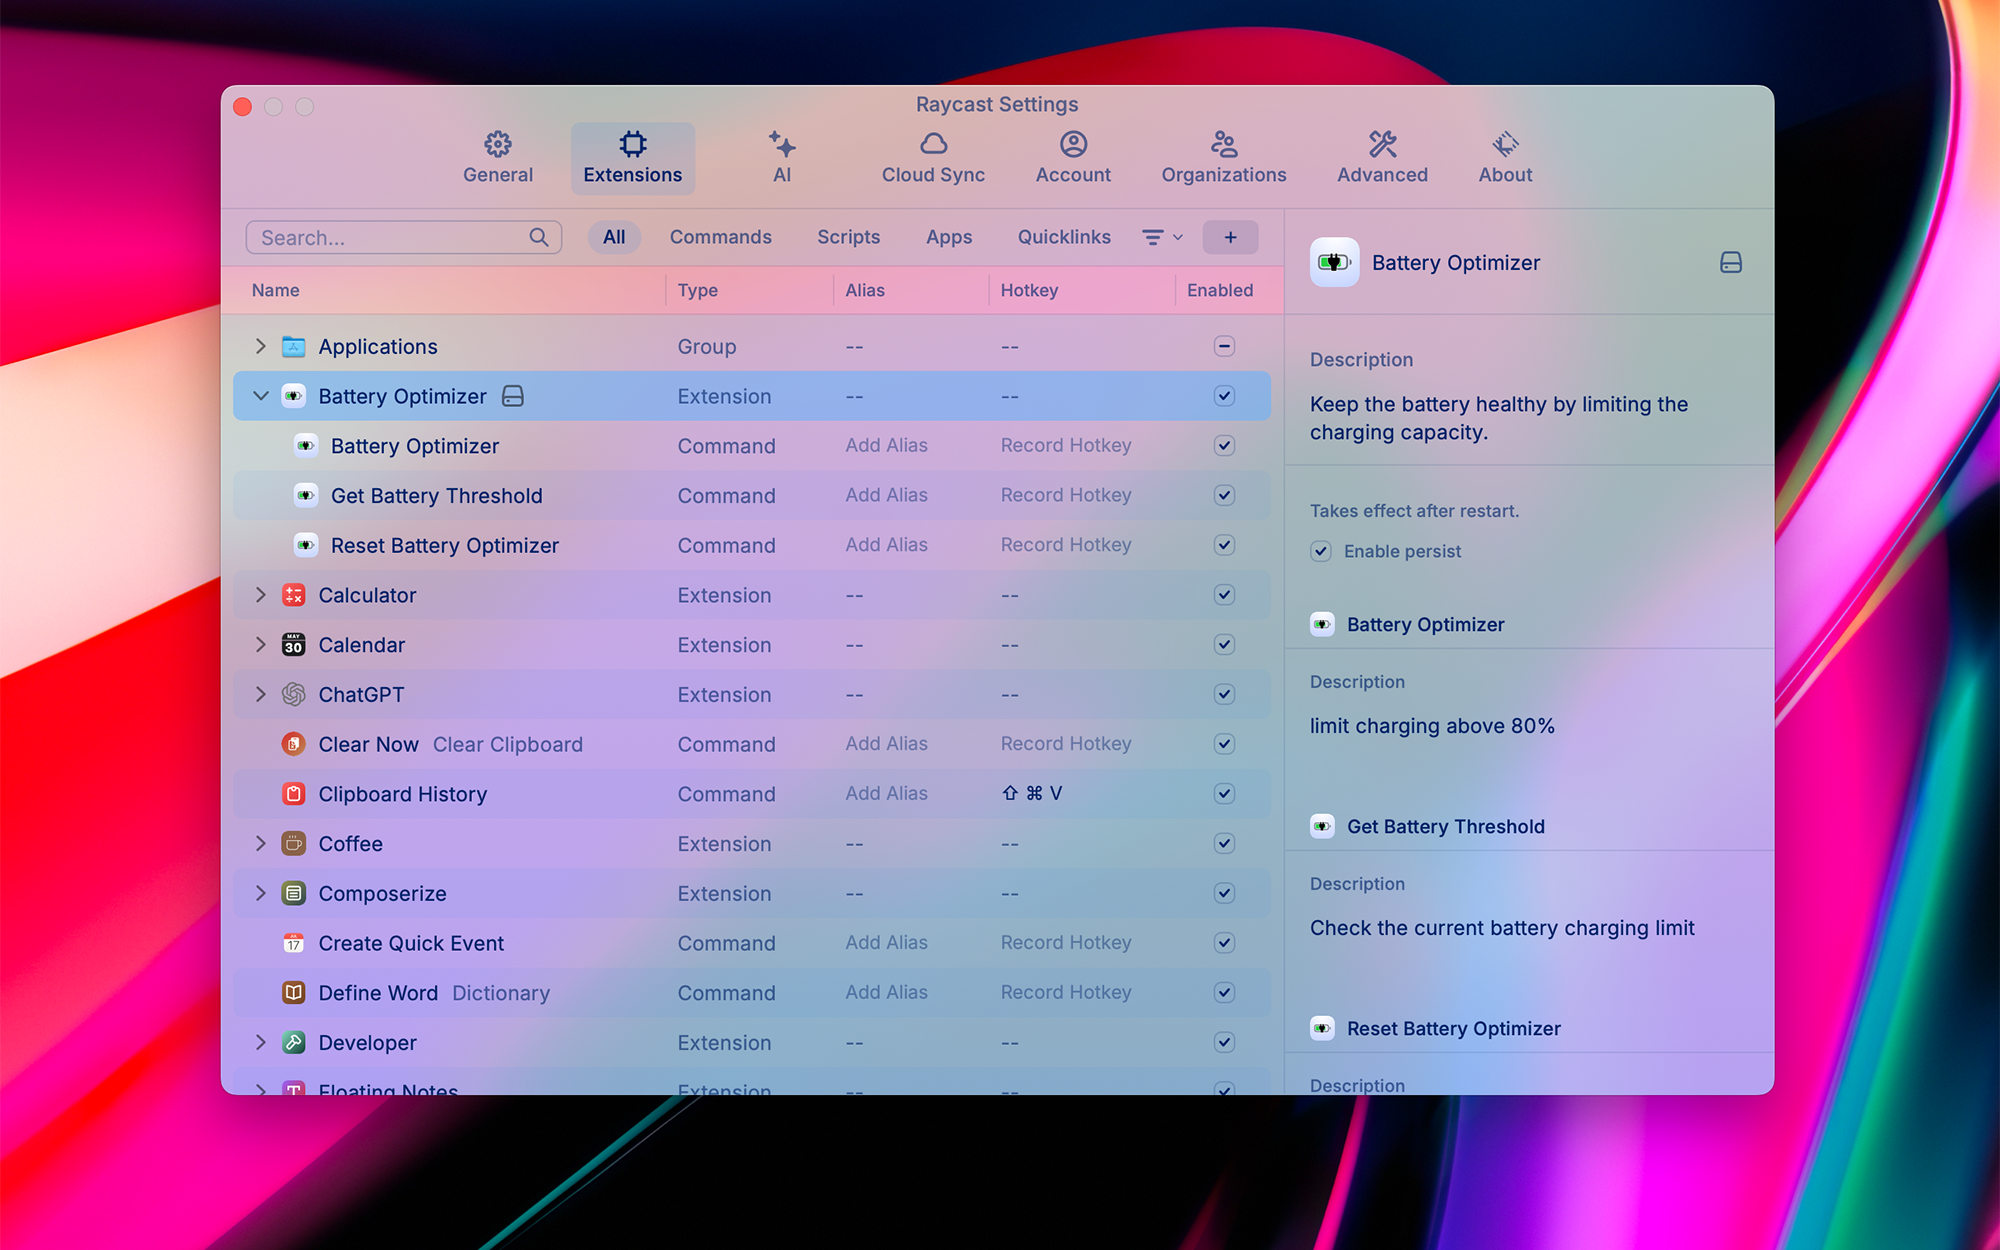 Raycast Settings
General
Extensions
AI
Cloud Sync
Account
Organizations
Advanced
About
Search...
All
Commands
Scripts
Apps
Quicklinks
+
Name Type Alias Hotkey Enabled
Applications Group -- --
Battery Optimizer Extension -- --
Battery Optimizer Command Add Alias Record Hotkey
Get Battery Threshold Command Add Alias Record Hotkey
Reset Battery Optimizer Command Add Alias Record Hotkey
Calculator Extension -- --
MAY
30
Calendar Extension -- --
ChatGPT Extension -- --
Clear Now Clear Clipboard Command Add Alias Record Hotkey
Clipboard History Command Add Alias ⇧ ⌘ V
Coffee Extension -- --
Composerize Extension -- --
17
Create Quick Event Command Add Alias Record Hotkey
Define Word Dictionary Command Add Alias Record Hotkey
Developer Extension -- --
Floating Notes Extension -- --
Battery Optimizer
Description
Keep the battery healthy by limiting the
charging capacity.
Takes effect after restart.
Enable persist
Battery Optimizer
Description
limit charging above 80%
Get Battery Threshold
Description
Check the current battery charging limit
Reset Battery Optimizer
Description